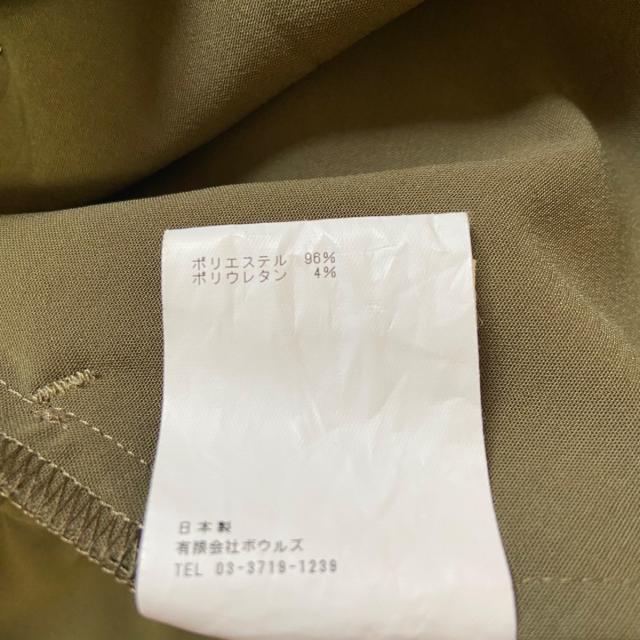 ポリエステル 96%
ポリウレタン 4%
日本製
有限会社ボウルズ
TEL 03-3719-1239